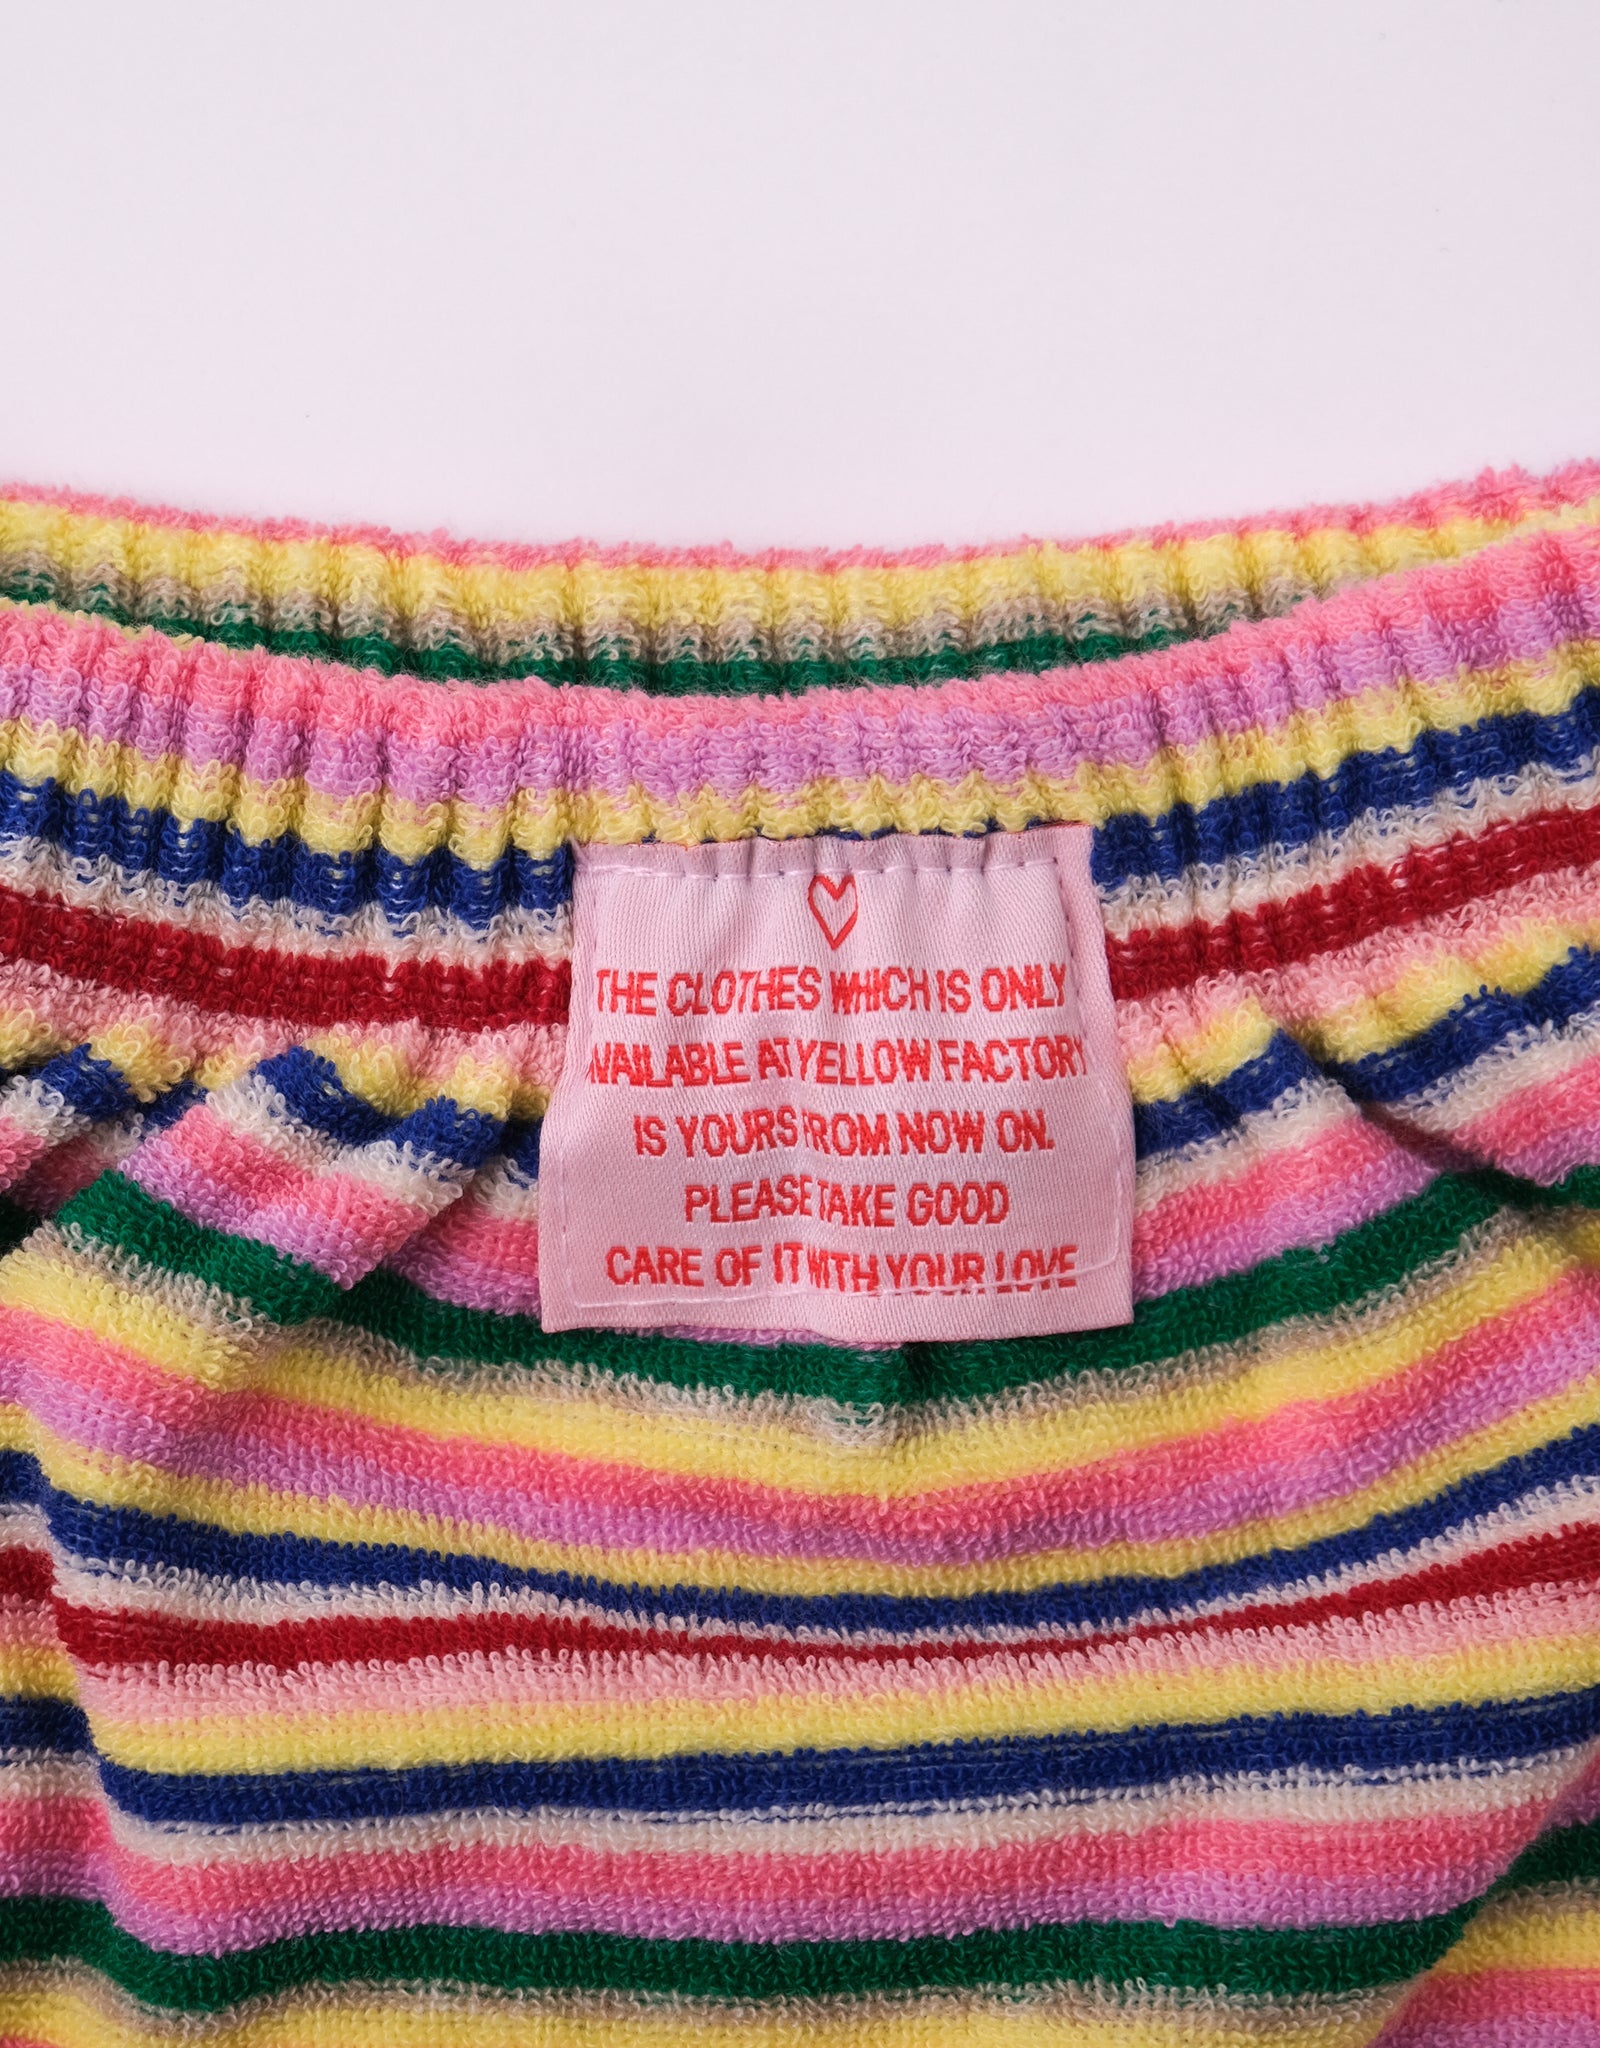 THE CLOTHES WHICH IS ONLY
AVAILABLE AT YELLOW FACTORY
IS YOURS FROM NOW ON.
PLEASE TAKE GOOD
CARE OF IT WITH YOUR LOVE